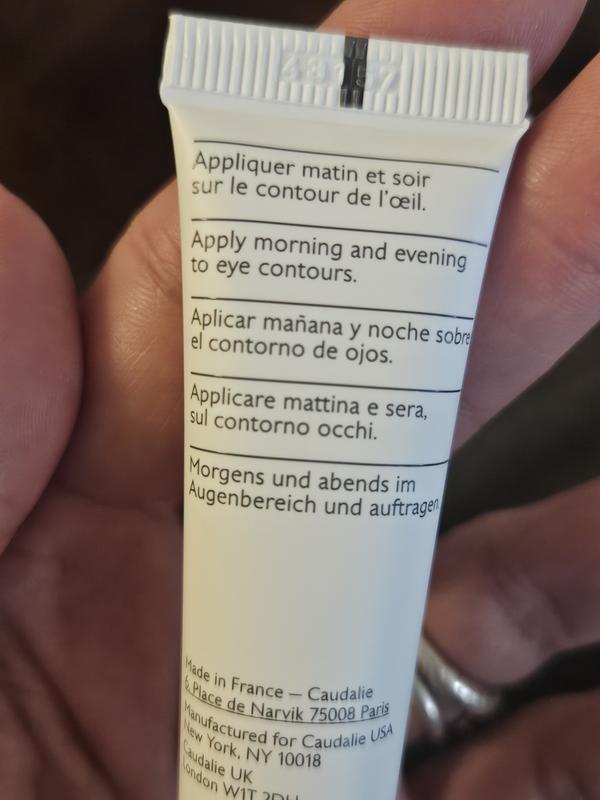 Appliquer matin et soir
sur le contour de l'œil.
Apply morning and evening
to eye contours.
Aplicar mañana y noche sobre
el contorno de ojos.
Applicare mattina e sera,
sul contorno occhi.
Morgens und abends im
Augenbereich und auftragen.
Made in France – Caudalie
6, Place de Narvik 75008 Paris
Manufactured for Caudalie USA
New York, NY 10018
Caudalie UK
London W1T